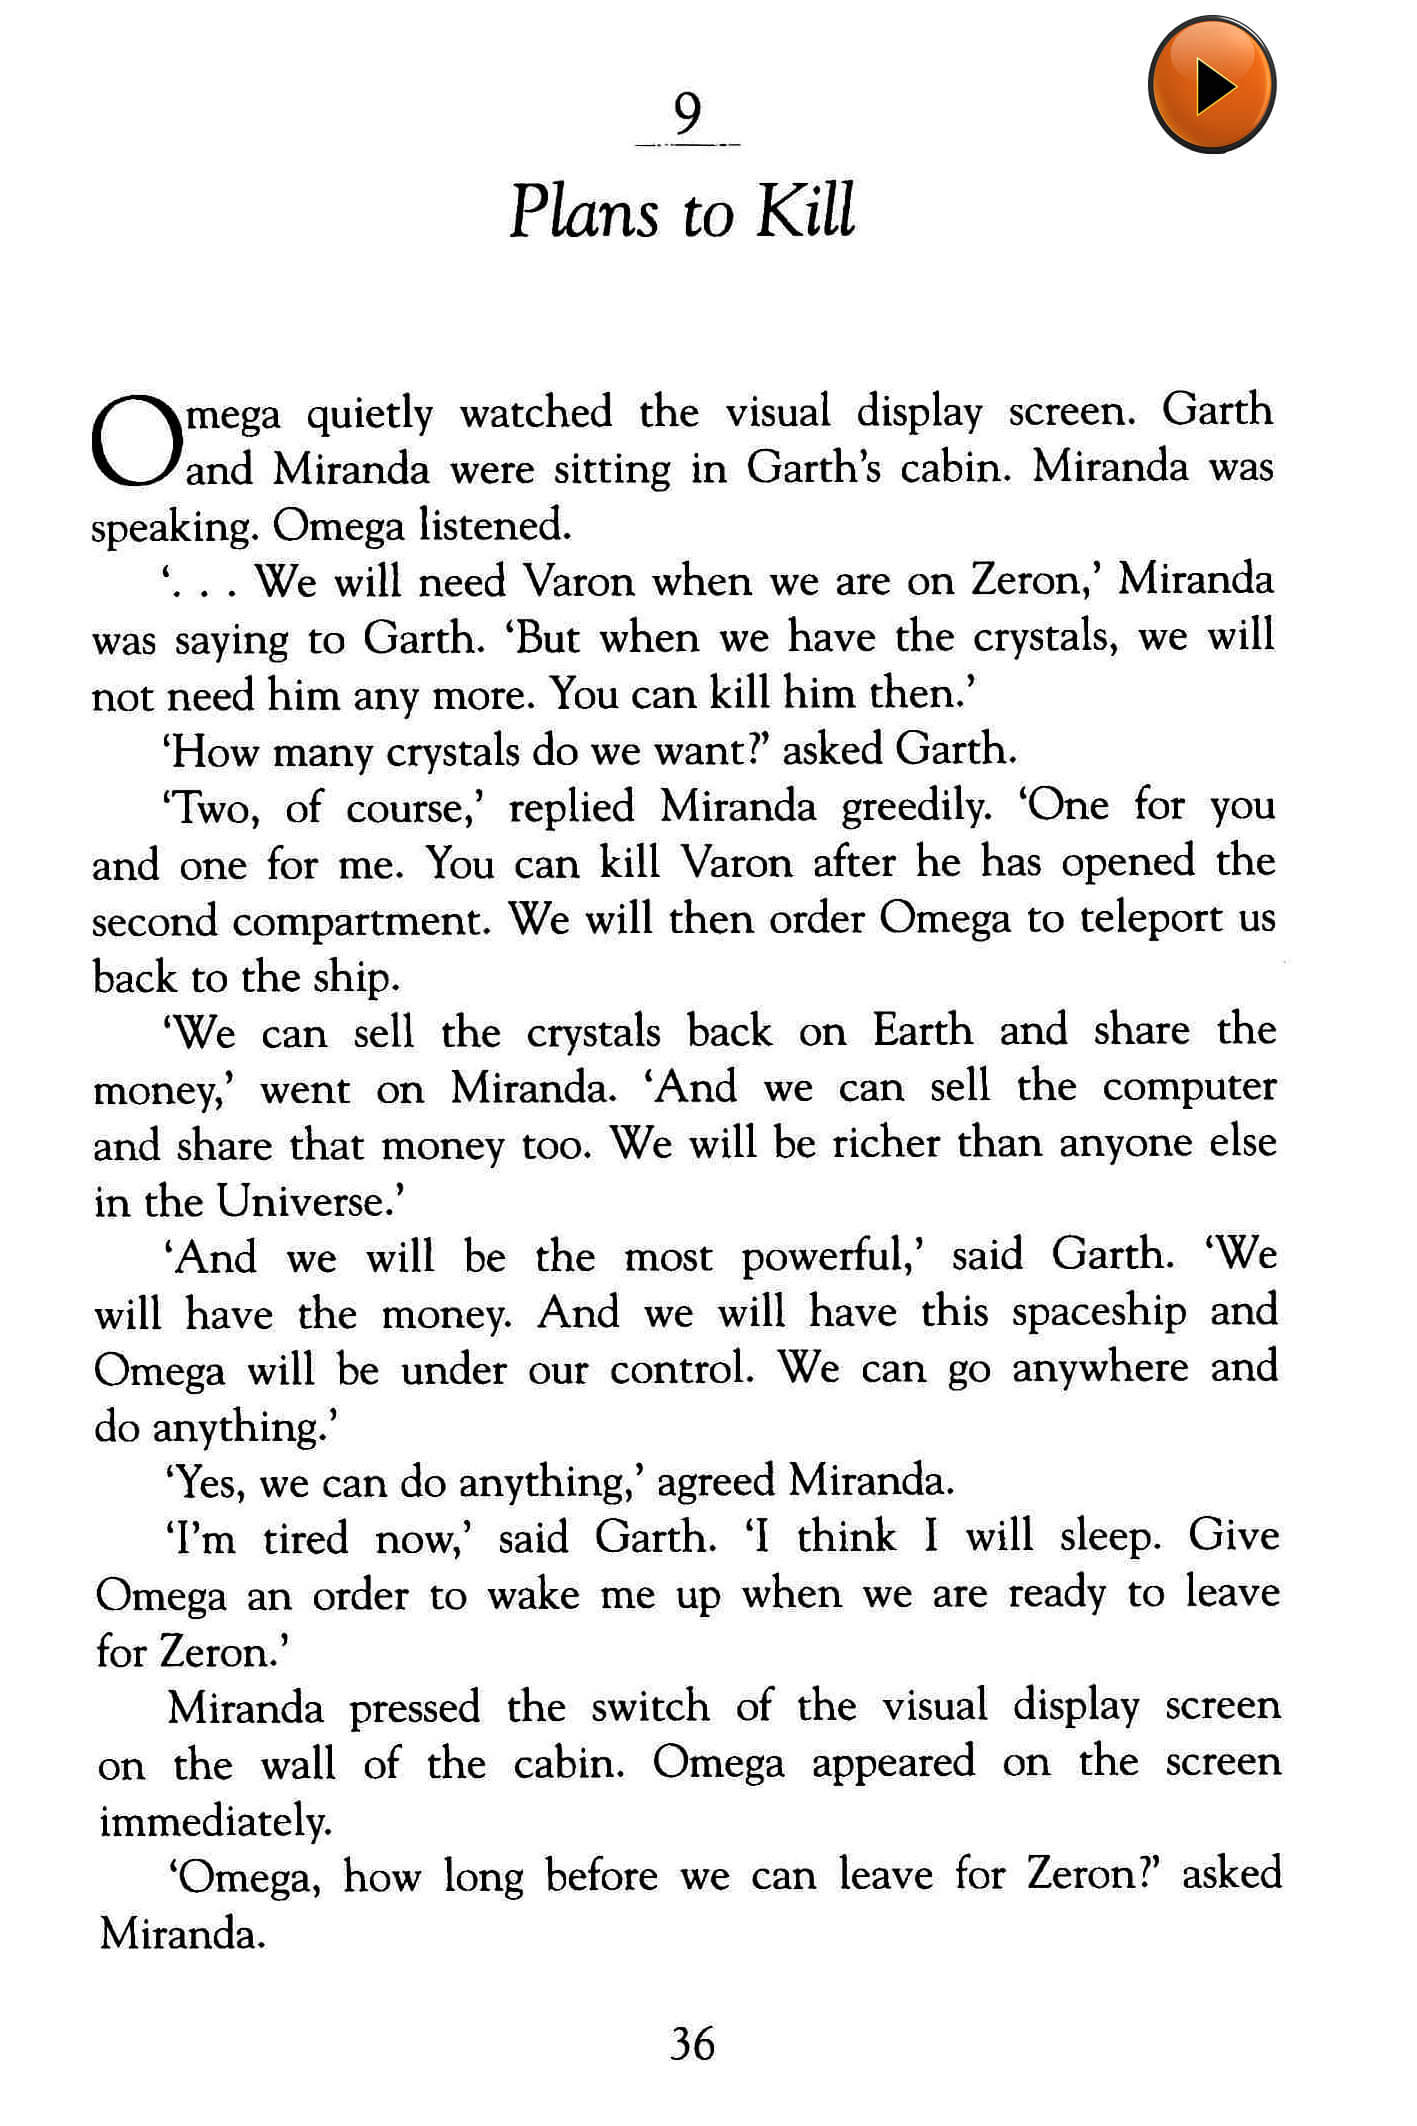 9
Plans to Kill
Omega quietly watched the visual display screen. Garth
and Miranda were sitting in Garth's cabin. Miranda was
speaking. Omega listened.
‘. . . We will need Varon when we are on Zeron,’ Miranda
was saying to Garth. ‘But when we have the crystals, we will
not need him any more. You can kill him then.’
‘How many crystals do we want?’ asked Garth.
‘Two, of course,’ replied Miranda greedily. ‘One for you
and one for me. You can kill Varon after he has opened the
second compartment. We will then order Omega to teleport us
back to the ship.
‘We can sell the crystals back on Earth and share the
money,’ went on Miranda. ‘And we can sell the computer
and share that money too. We will be richer than anyone else
in the Universe.’
‘And we will be the most powerful,’ said Garth. ‘We
will have the money. And we will have this spaceship and
Omega will be under our control. We can go anywhere and
do anything.’
‘Yes, we can do anything,’ agreed Miranda.
‘I’m tired now,’ said Garth. ‘I think I will sleep. Give
Omega an order to wake me up when we are ready to leave
for Zeron.’
Miranda pressed the switch of the visual display screen
on the wall of the cabin. Omega appeared on the screen
immediately.
‘Omega, how long before we can leave for Zeron?’ asked
Miranda.
36